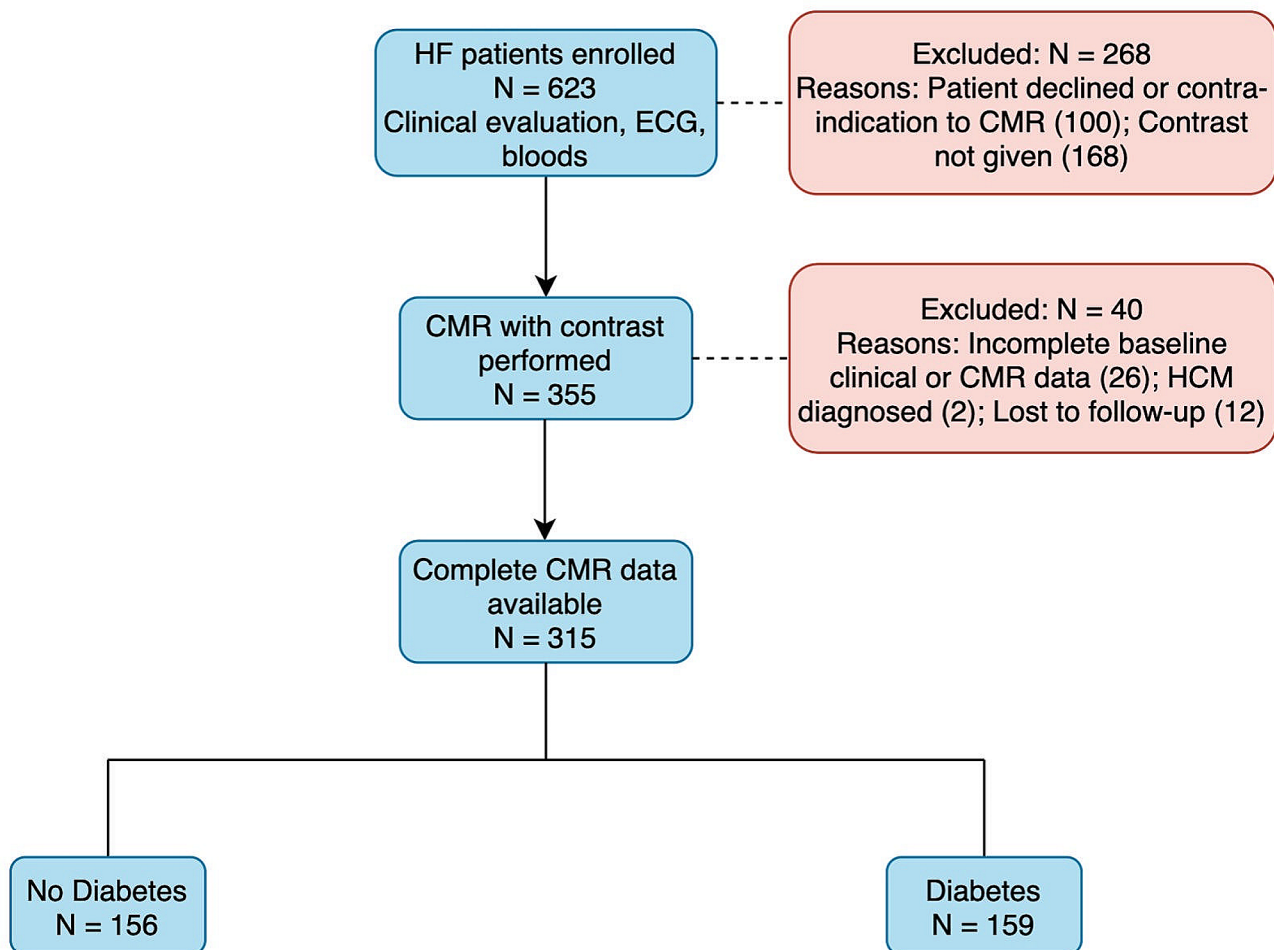 HF patients enrolled
N = 623
Clinical evaluation, ECG,
bloods
Excluded: N = 268
Reasons: Patient declined or contra-
indication to CMR (100); Contrast
not given (168)
CMR with contrast
performed
N = 355
Excluded: N = 40
Reasons: Incomplete baseline
clinical or CMR data (26); HCM
diagnosed (2); Lost to follow-up (12)
Complete CMR data
available
N = 315
No Diabetes
N = 156
Diabetes
N = 159